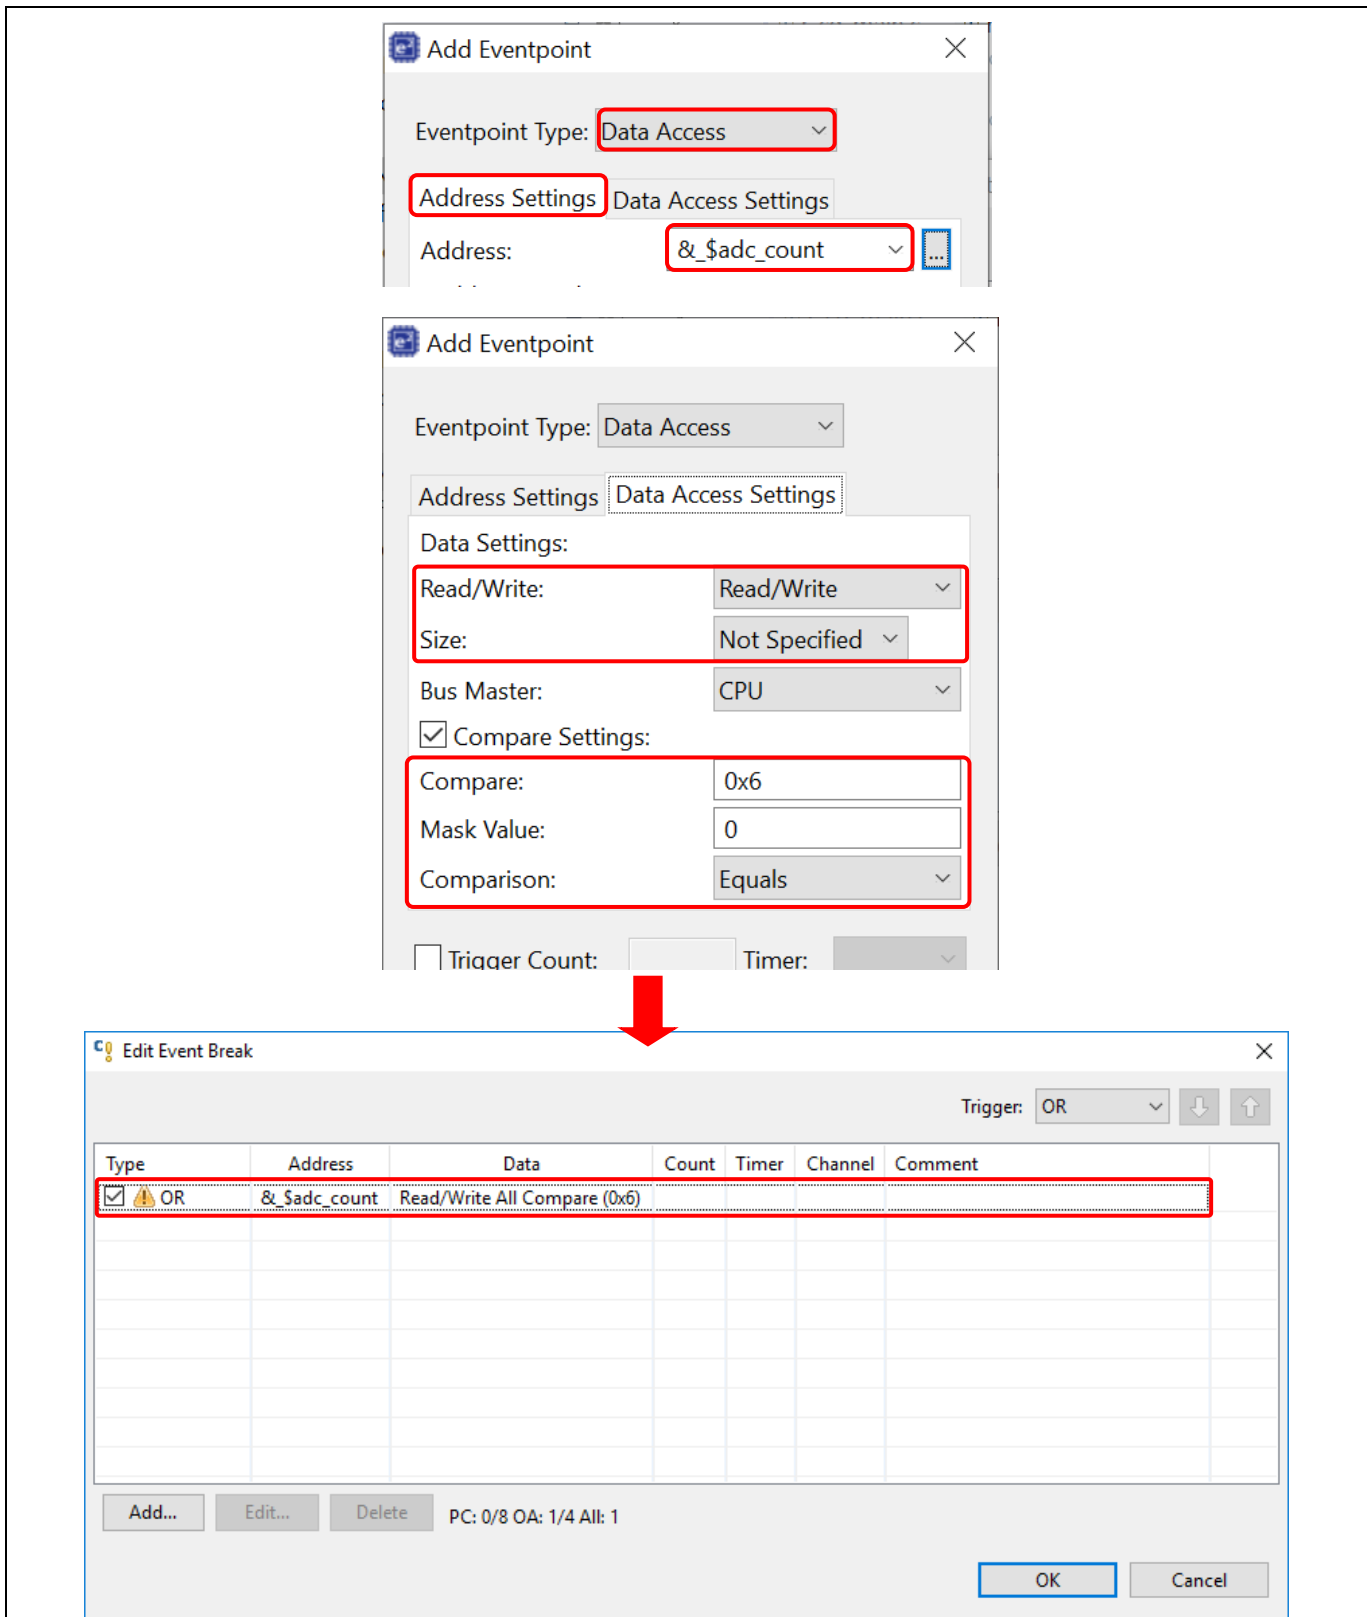 Add Eventpoint
Eventpoint Type: Data Access
Address Settings Data Access Settings
Address: &_$adc_count ...
Add Eventpoint
Eventpoint Type: Data Access
Address Settings Data Access Settings
Data Settings:
Read/Write: Read/Write
Size: Not Specified
Bus Master: CPU
Compare Settings:
Compare: 0x6
Mask Value: 0
Comparison: Equals
Trigger Count: Timer:
Edit Event Break
Trigger: OR
Type Address Data Count Timer Channel Comment
OR &_$adc_count Read/Write All Compare (0x6)
Add... Edit... Delete PC: 0/8 OA: 1/4 All: 1
OK Cancel